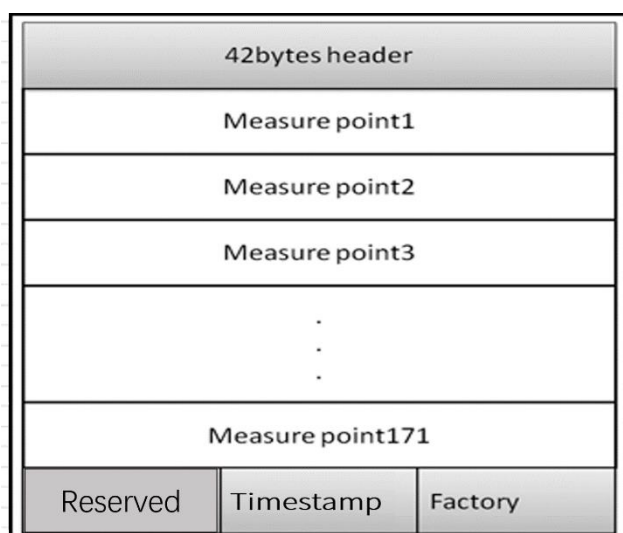 42bytes header
Measure point1
Measure point2
Measure point3
.
.
.
Measure point171
Reserved Timestamp Factory